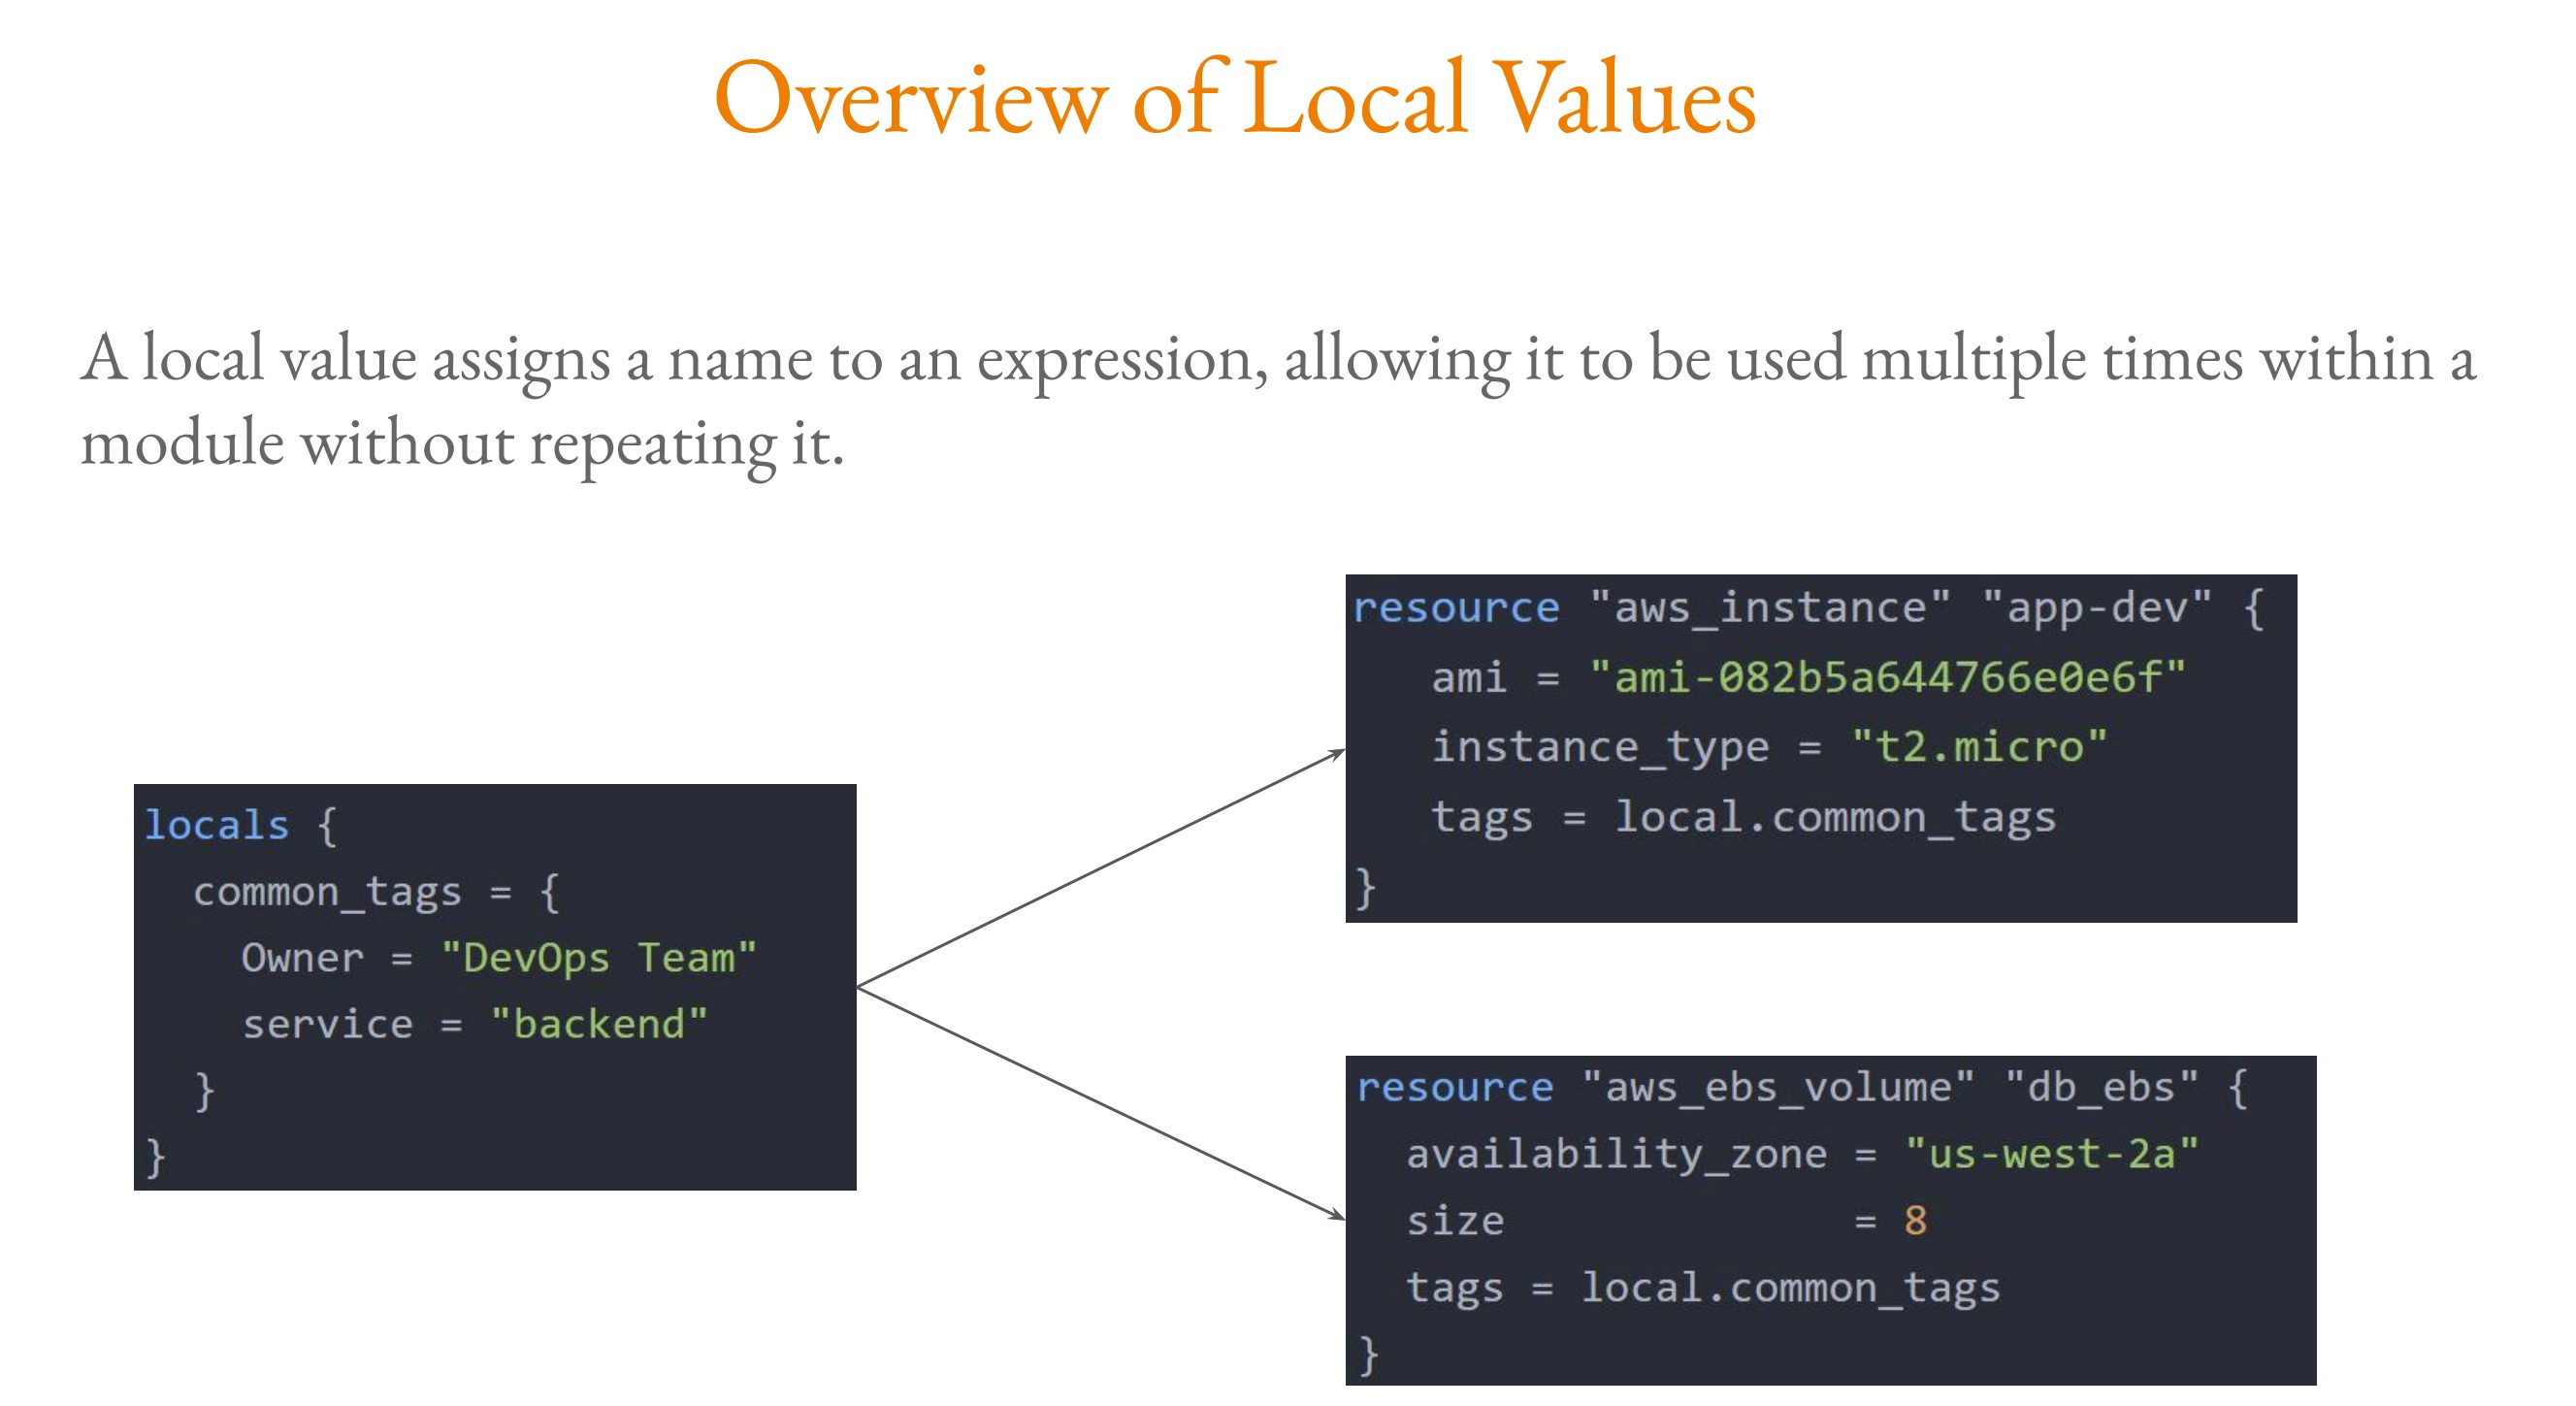 Overview of Local Values
A local value assigns a name to an expression, allowing it to be used multiple times within a
module without repeating it.
locals {
  common_tags = {
    Owner = "DevOps Team"
    service = "backend"
  }
}
resource "aws_instance" "app-dev" {
   ami = "ami-082b5a644766e0e6f"
   instance_type = "t2.micro"
   tags = local.common_tags
}
resource "aws_ebs_volume" "db_ebs" {
  availability_zone = "us-west-2a"
  size              = 8
  tags = local.common_tags
}